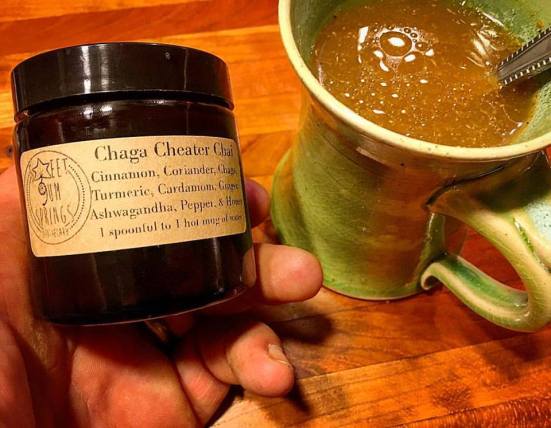 Chaga Cheater Chai
Cinnamon, Coriander, Chaga,
Turmeric, Cardamom, Ginger
Ashwagandha, Pepper, &
1 spoonful to 1 hot mug of water
SPRINGS